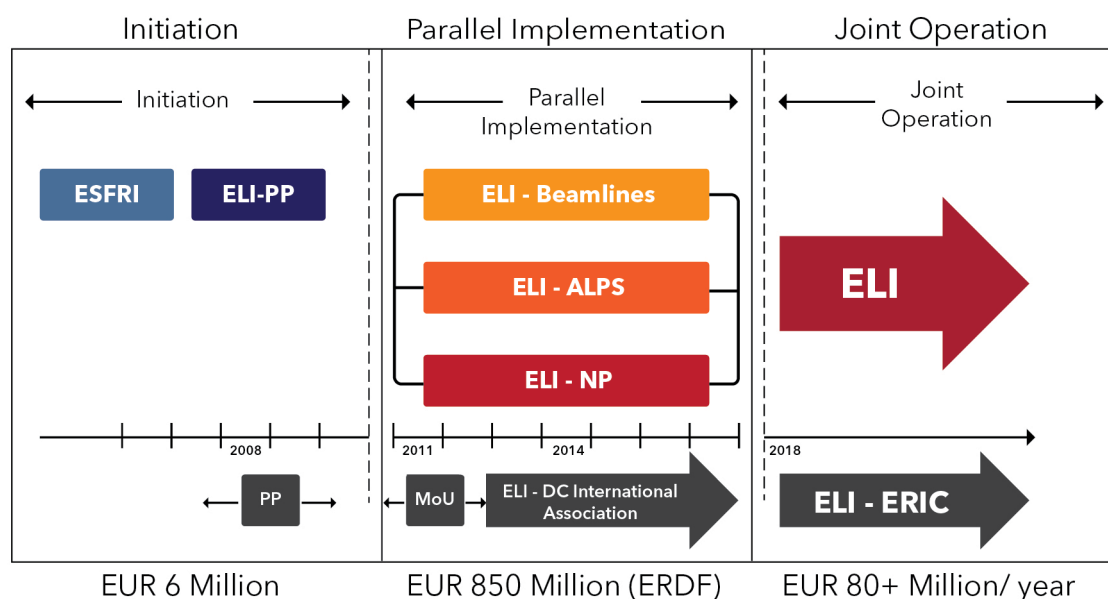 Initiation
Parallel Implementation
Joint Operation
Initiation
Parallel
Implementation
Joint
Operation
ESFRI
ELI-PP
ELI - Beamlines
ELI - ALPS
ELI - NP
ELI
2008
2011
2014
2018
PP
MoU
ELI - DC International
Association
ELI - ERIC
EUR 6 Million
EUR 850 Million (ERDF)
EUR 80+ Million/ year